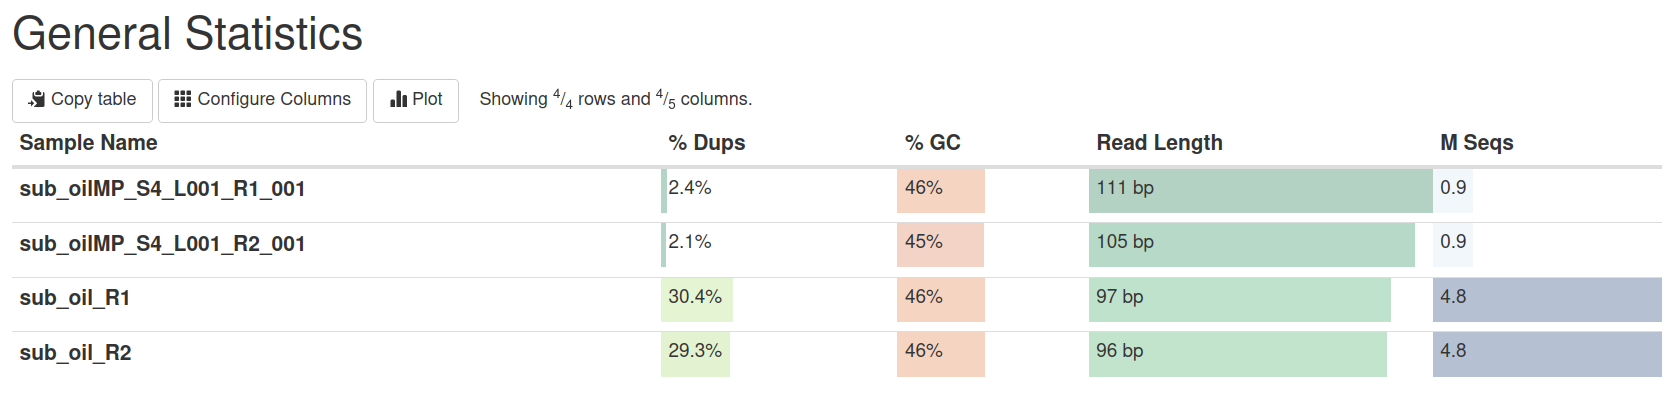 General Statistics
Copy table Configure Columns Plot Showing 4/4 rows and 4/5 columns.
Sample Name % Dups % GC Read Length M Seqs
sub_oilMP_S4_L001_R1_001 2.4% 46% 111 bp 0.9
sub_oilMP_S4_L001_R2_001 2.1% 45% 105 bp 0.9
sub_oil_R1 30.4% 46% 97 bp 4.8
sub_oil_R2 29.3% 46% 96 bp 4.8